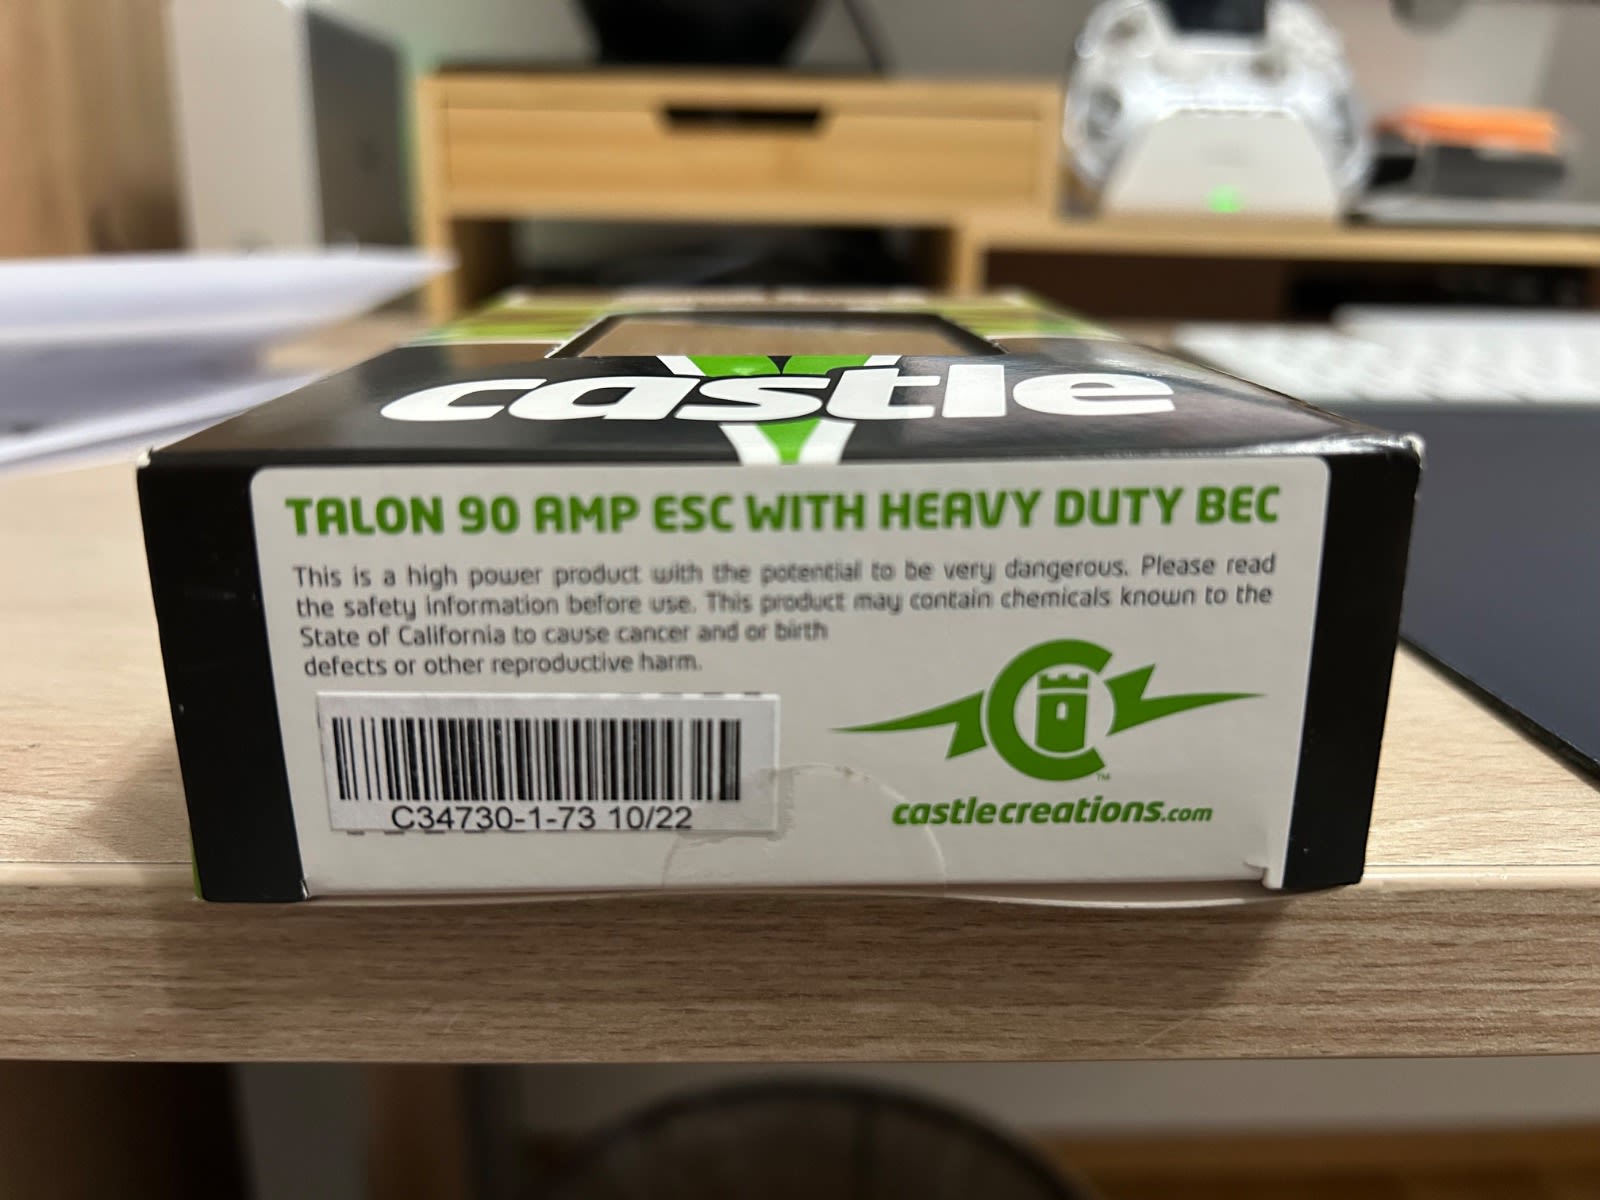 castle
TALON 90 AMP ESC WITH HEAVY DUTY BEC
This is a high power product with the potential to be very dangerous. Please read
the safety information before use. This product may contain chemicals known to the
State of California to cause cancer and or birth
defects or other reproductive harm.
C34730-1-73 10/22
TM
castlecreations.com